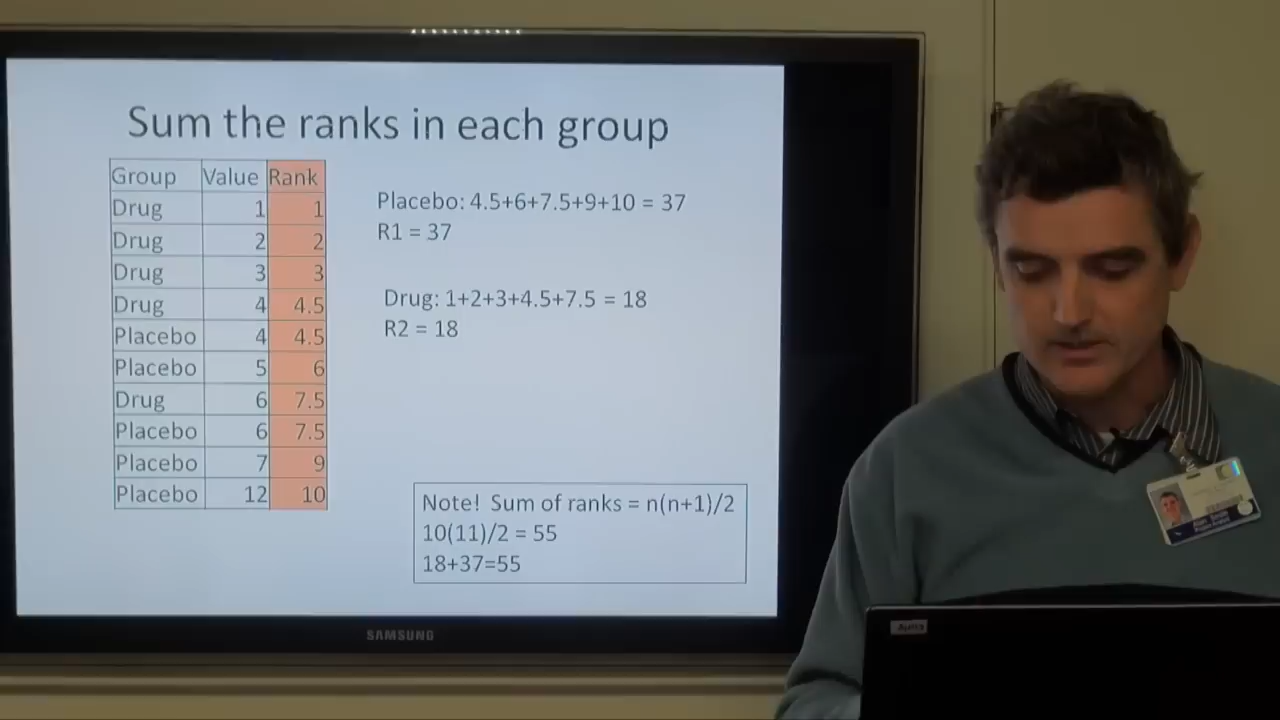 Sum the ranks in each group
Group Value Rank
Drug 1 1
Drug 2 2
Drug 3 3
Drug 4 4.5
Placebo 4 4.5
Placebo 5 6
Drug 6 7.5
Placebo 6 7.5
Placebo 7 9
Placebo 12 10
Placebo: 4.5+6+7.5+9+10 = 37
R1 = 37
Drug: 1+2+3+4.5+7.5 = 18
R2 = 18
Note! Sum of ranks = n(n+1)/2
10(11)/2 = 55
18+37=55
SAMSUNG